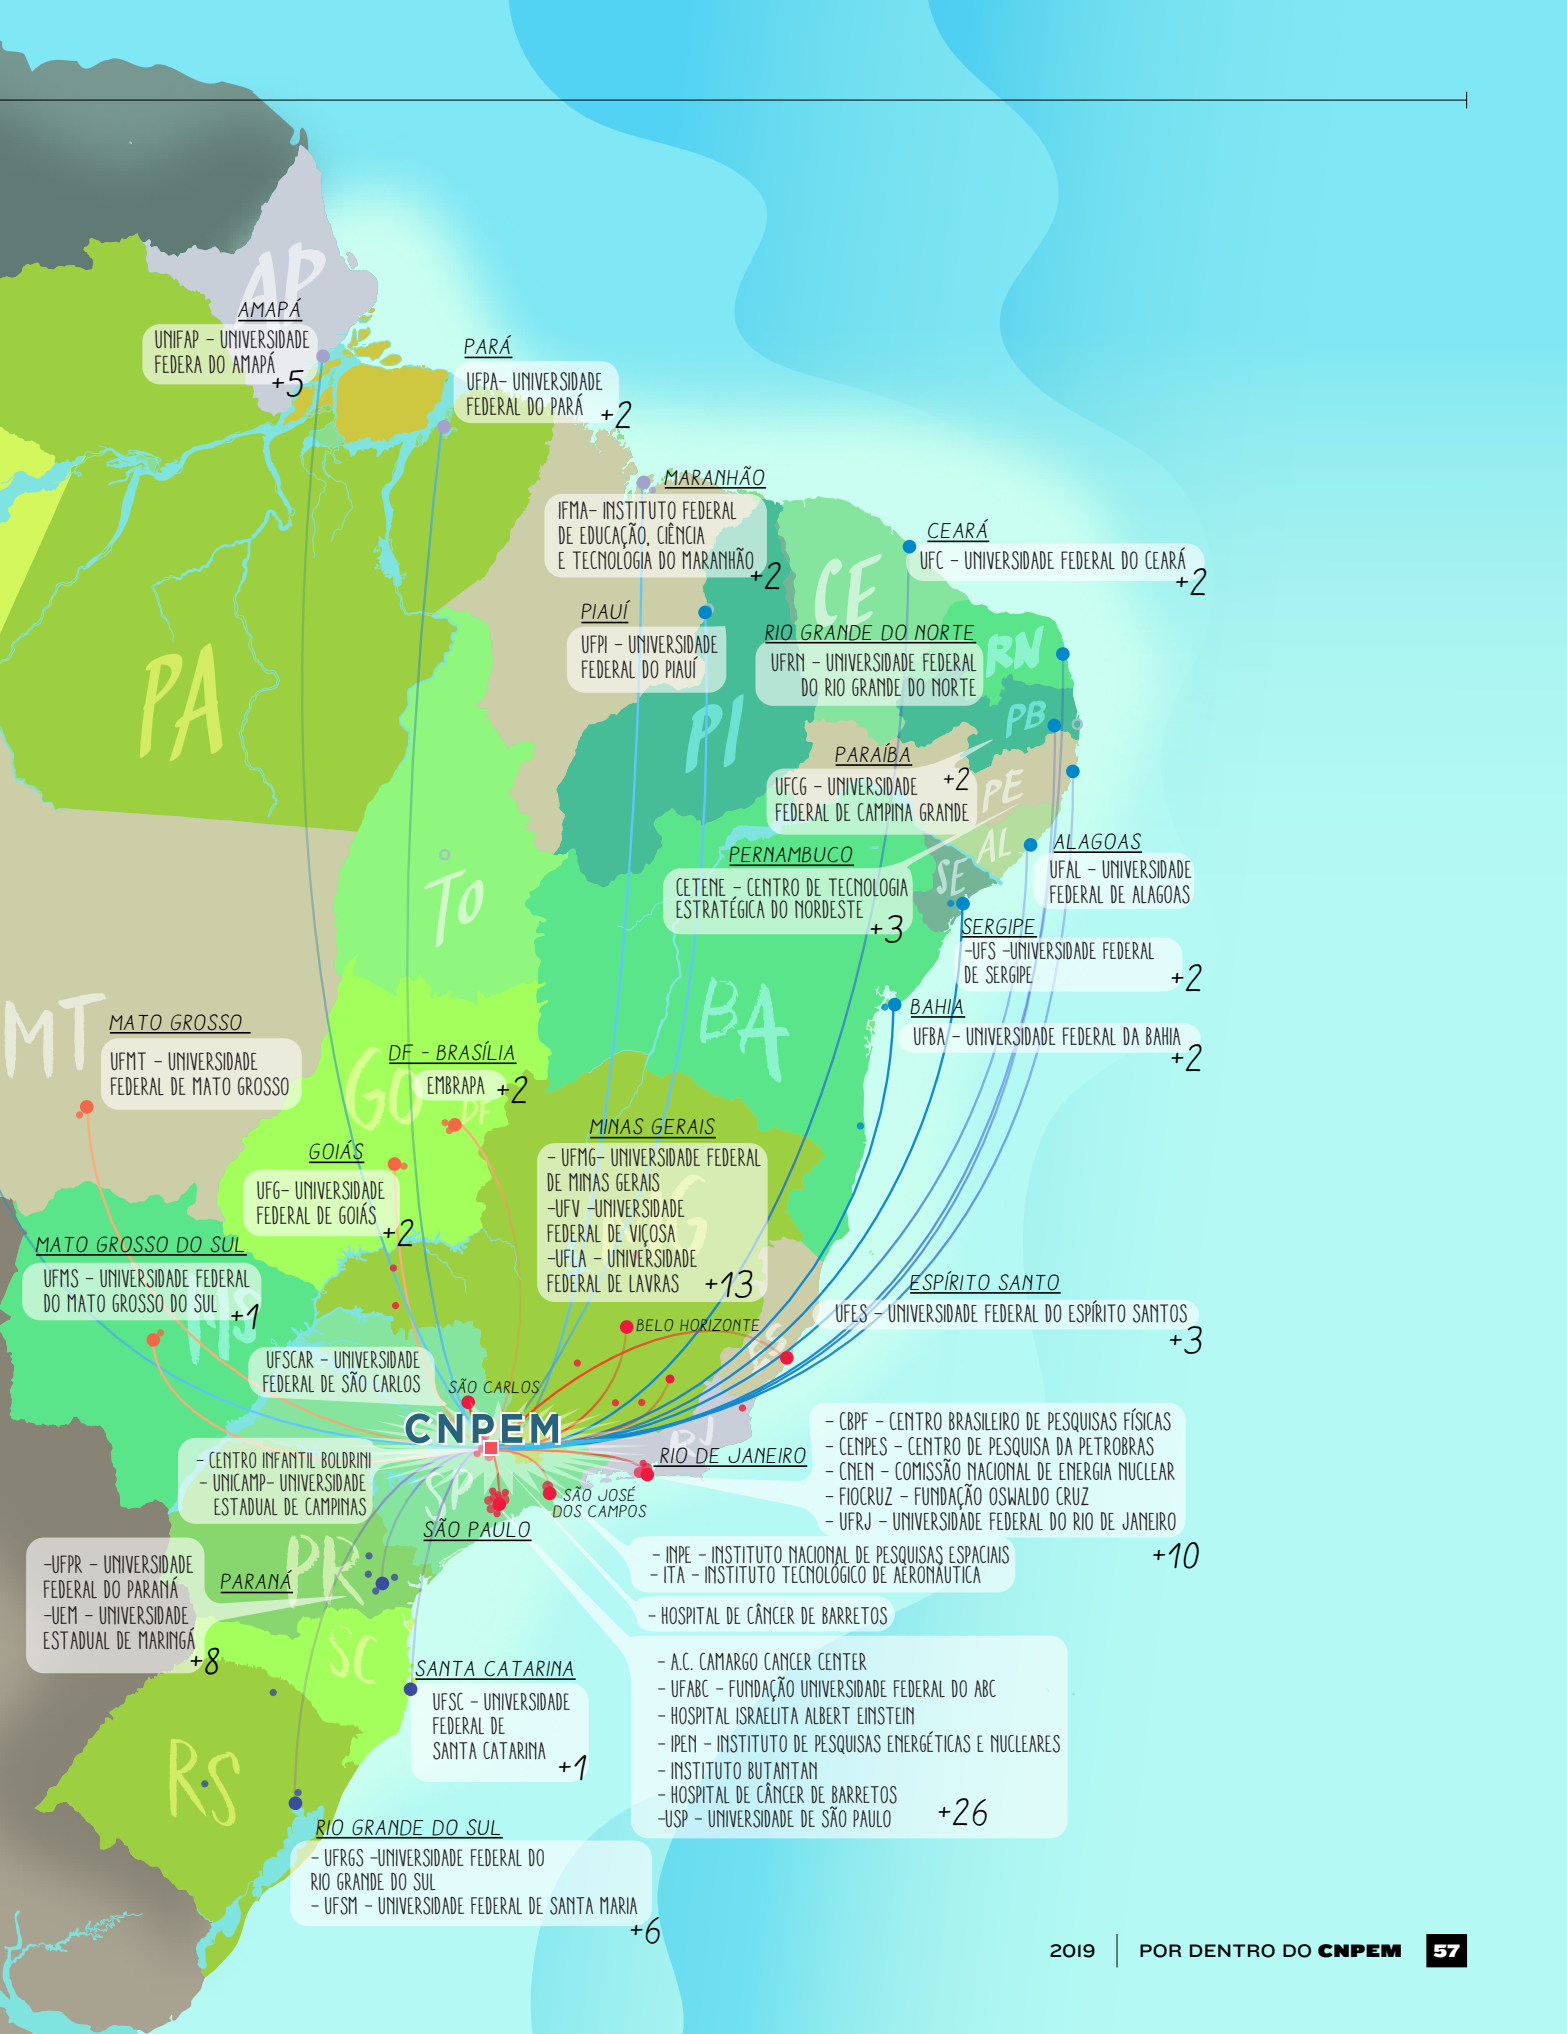 AP
AMAPÁ
UNIFAP - UNIVERSIDADE
FEDERA DO AMAPÁ
+5
PARÁ
UFPA- UNIVERSIDADE
FEDERAL DO PARÁ
+2
MARANHÃO
IFMA- INSTITUTO FEDERAL
DE EDUCAÇÃO, CIÊNCIA
E TECNOLOGIA DO MARANHÃO
+2
CEARÁ
UFC - UNIVERSIDADE FEDERAL DO CEARÁ
+2
CE
PIAUÍ
UFPI - UNIVERSIDADE
FEDERAL DO PIAUÍ
RIO GRANDE DO NORTE
UFRN - UNIVERSIDADE FEDERAL
DO RIO GRANDE DO NORTE
RN
PA
PI
PB
PARAÍBA
UFCG - UNIVERSIDADE
FEDERAL DE CAMPINA GRANDE
+2
PE
AL
ALAGOAS
UFAL - UNIVERSIDADE
FEDERAL DE ALAGOAS
PERNAMBUCO
CETENE - CENTRO DE TECNOLOGIA
ESTRATÉGICA DO NORDESTE
+3
SE
TO
SERGIPE
-UFS -UNIVERSIDADE FEDERAL
DE SERGIPE
+2
BA
BAHIA
UFBA - UNIVERSIDADE FEDERAL DA BAHIA
+2
MT
MATO GROSSO
UFMT - UNIVERSIDADE
FEDERAL DE MATO GROSSO
DF - BRASÍLIA
EMBRAPA
+2
GO
DF
GOIÁS
UFG- UNIVERSIDADE
FEDERAL DE GOIÁS
+2
MINAS GERAIS
- UFMG- UNIVERSIDADE FEDERAL
DE MINAS GERAIS
-UFV -UNIVERSIDADE
FEDERAL DE VIÇOSA
-UFLA - UNIVERSIDADE
FEDERAL DE LAVRAS
+13
MG
MATO GROSSO DO SUL
UFMS - UNIVERSIDADE FEDERAL
DO MATO GROSSO DO SUL
+1
MS
ESPÍRITO SANTO
UFES - UNIVERSIDADE FEDERAL DO ESPÍRITO SANTOS
+3
ES
BELO HORIZONTE
UFSCAR - UNIVERSIDADE
FEDERAL DE SÃO CARLOS
SÃO CARLOS
CNPEM
- CENTRO INFANTIL BOLDRINI
- UNICAMP- UNIVERSIDADE
ESTADUAL DE CAMPINAS
SP
RJ
RIO DE JANEIRO
- CBPF - CENTRO BRASILEIRO DE PESQUISAS FÍSICAS
- CENPES - CENTRO DE PESQUISA DA PETROBRAS
- CNEN - COMISSÃO NACIONAL DE ENERGIA NUCLEAR
- FIOCRUZ - FUNDAÇÃO OSWALDO CRUZ
- UFRJ - UNIVERSIDADE FEDERAL DO RIO DE JANEIRO
+10
SÃO JOSÉ
DOS CAMPOS
SÃO PAULO
- INPE - INSTITUTO NACIONAL DE PESQUISAS ESPACIAIS
- ITA - INSTITUTO TECNOLÓGICO DE AERONÁUTICA
- HOSPITAL DE CÂNCER DE BARRETOS
- A.C. CAMARGO CANCER CENTER
- UFABC - FUNDAÇÃO UNIVERSIDADE FEDERAL DO ABC
- HOSPITAL ISRAELITA ALBERT EINSTEIN
- IPEN - INSTITUTO DE PESQUISAS ENERGÉTICAS E NUCLEARES
- INSTITUTO BUTANTAN
- HOSPITAL DE CÂNCER DE BARRETOS
-USP - UNIVERSIDADE DE SÃO PAULO
+26
PR
PARANÁ
-UFPR - UNIVERSIDADE
FEDERAL DO PARANÁ
-UEM - UNIVERSIDADE
ESTADUAL DE MARINGÁ
+8
SC
SANTA CATARINA
UFSC - UNIVERSIDADE
FEDERAL DE
SANTA CATARINA
+1
RS
RIO GRANDE DO SUL
- UFRGS -UNIVERSIDADE FEDERAL DO
RIO GRANDE DO SUL
- UFSM - UNIVERSIDADE FEDERAL DE SANTA MARIA
+6
2019
POR DENTRO DO CNPEM
57